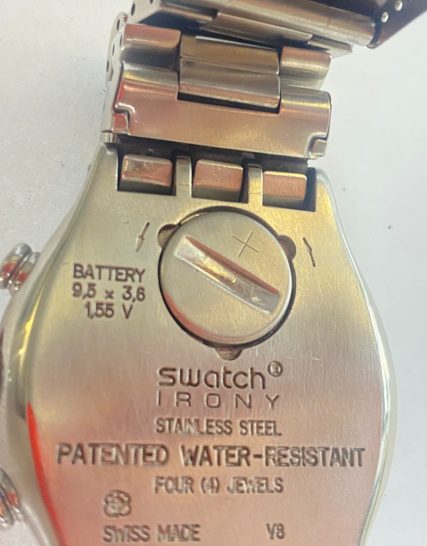 +
BATTERY
9,5 x 3,6
1,55 V
swatch®
IRONY
STAINLESS STEEL
PATENTED WATER-RESISTANT
FOUR (4) JEWELS
SWISS MADE V8